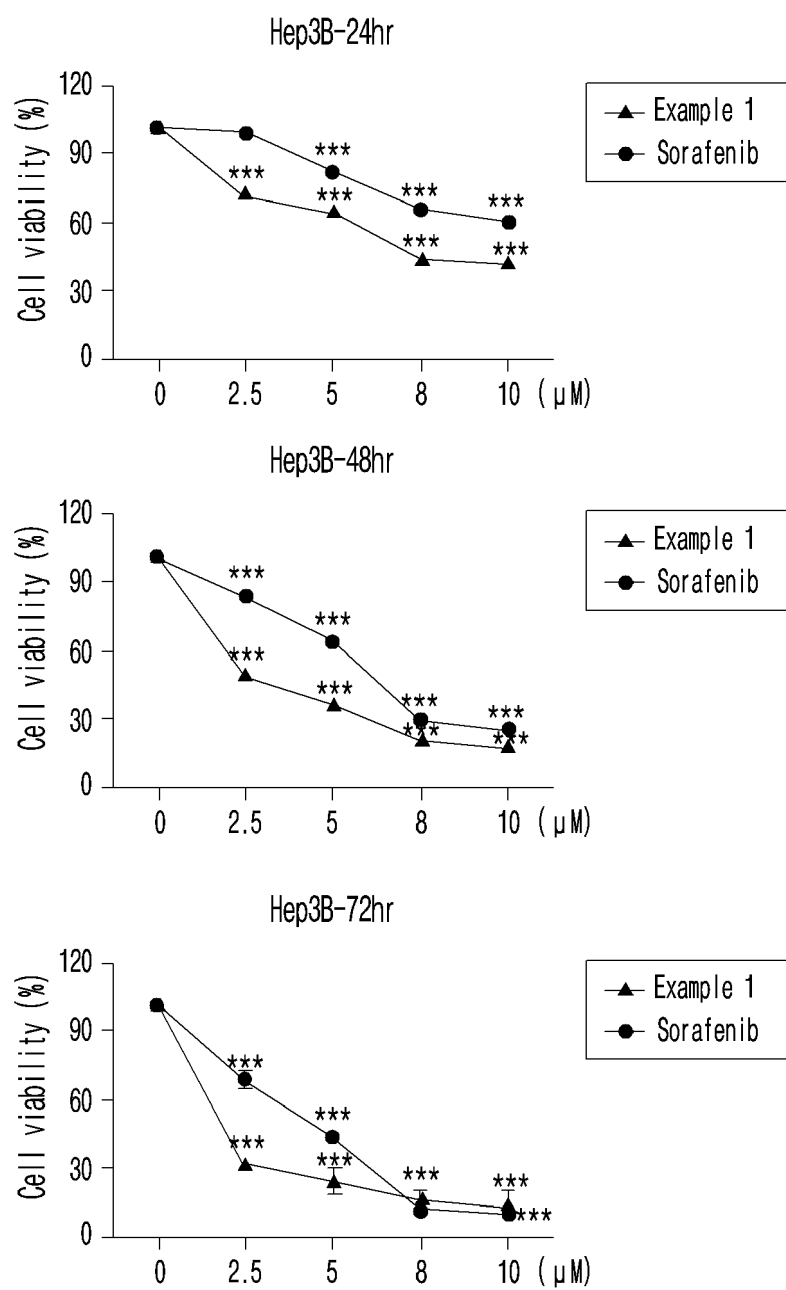 Hep3B-24hr
Cell viability (%)
120
90
60
30
0
*** *** *** ***
*** *** *** ***
0 2.5 5 8 10 (μM)
Example 1
Sorafenib
Hep3B-48hr
Cell viability (%)
120
90
60
30
0
*** *** *** ***
*** *** *** ***
0 2.5 5 8 10 (μM)
Example 1
Sorafenib
Hep3B-72hr
Cell viability (%)
120
90
60
30
0
*** *** *** ***
*** *** ***
0 2.5 5 8 10 (μM)
Example 1
Sorafenib